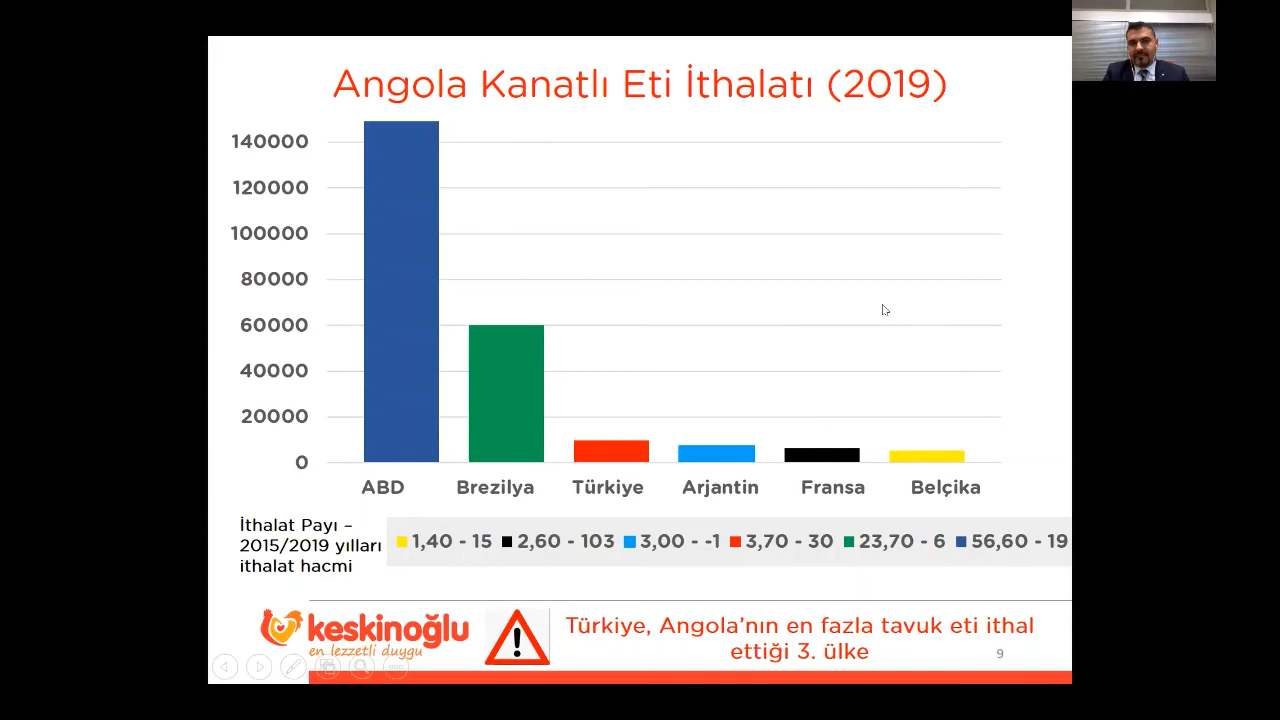 Angola Kanatlı Eti İthalatı (2019)
140000
120000
100000
80000
60000
40000
20000
0
ABD Brezilya Türkiye Arjantin Fransa Belçika
İthalat Payı –
2015/2019 yılları
ithalat hacmi
1,40 - 15 2,60 - 103 3,00 - -1 3,70 - 30 23,70 - 6 56,60 - 19
keskinoğlu
en lezzetli duygu
Türkiye, Angola’nın en fazla tavuk eti ithal
ettiği 3. ülke
9